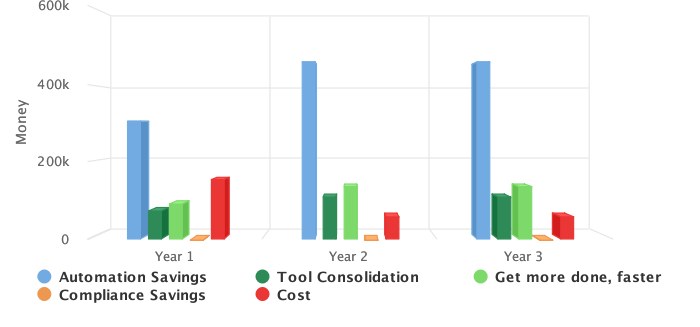 600k
400k
200k
0
Money
Year 1
Year 2
Year 3
Automation Savings
Tool Consolidation
Get more done, faster
Compliance Savings
Cost